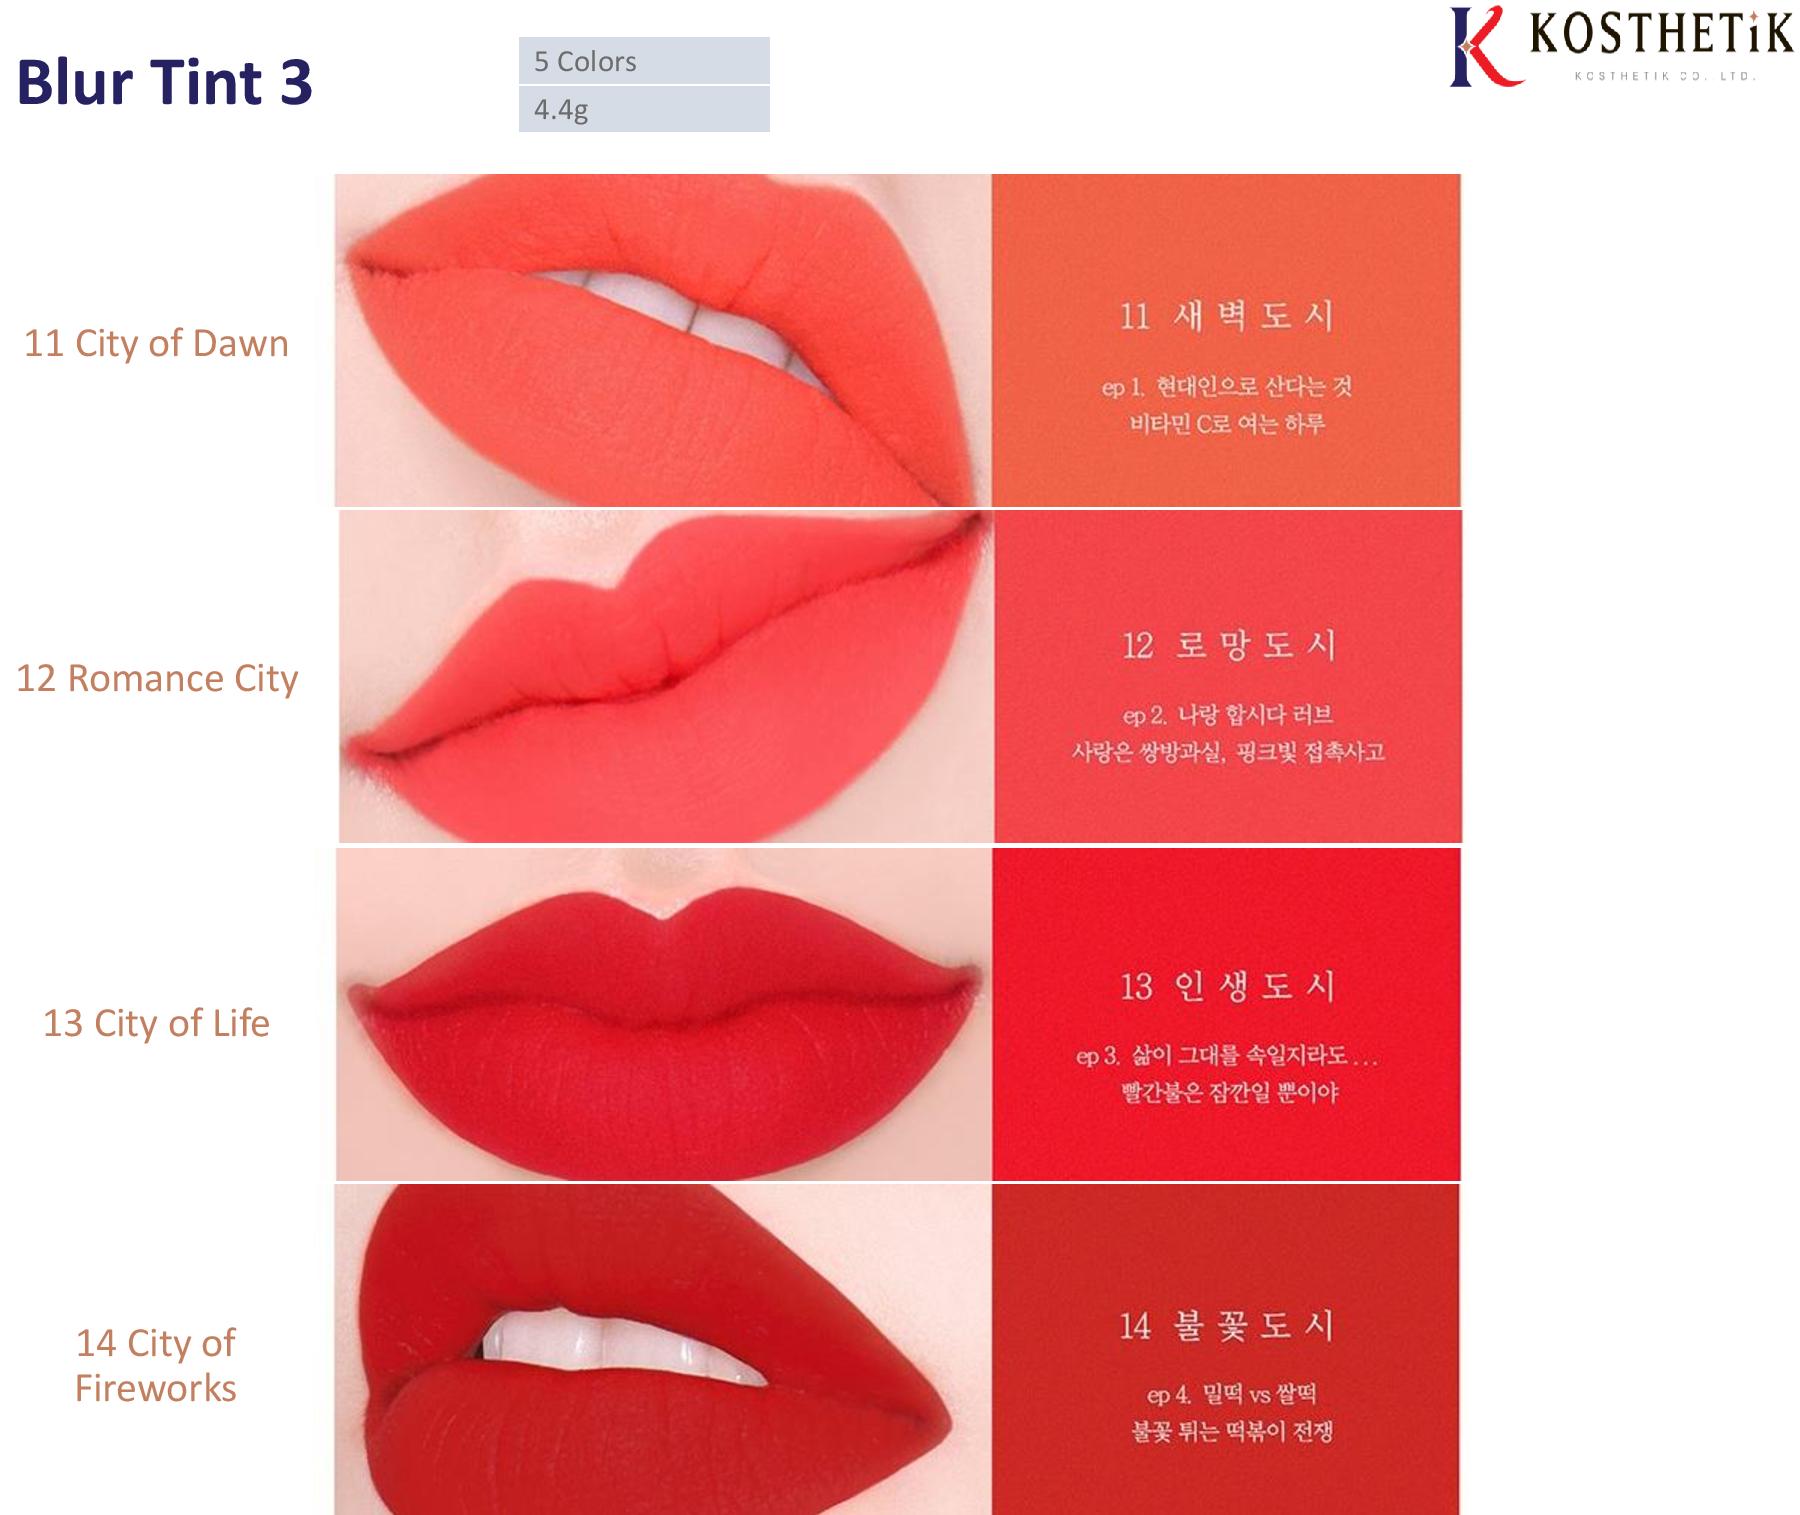 Blur Tint 3
5 Colors
4.4g
KOSTHETiK
KOSTHETIK CO. LTD.
11 City of Dawn
11 새벽도시
ep 1. 현대인으로 산다는 것
비타민 C로 여는 하루
12 Romance City
12 로망도시
ep 2. 나랑 합시다 러브
사랑은 쌍방과실, 핑크빛 접촉사고
13 City of Life
13 인생도시
ep 3. 삶이 그대를 속일지라도...
빨간불은 잠깐일 뿐이야
14 City of
Fireworks
14 불꽃도시
ep 4. 밀떡 vs 쌀떡
불꽃 튀는 떡볶이 전쟁